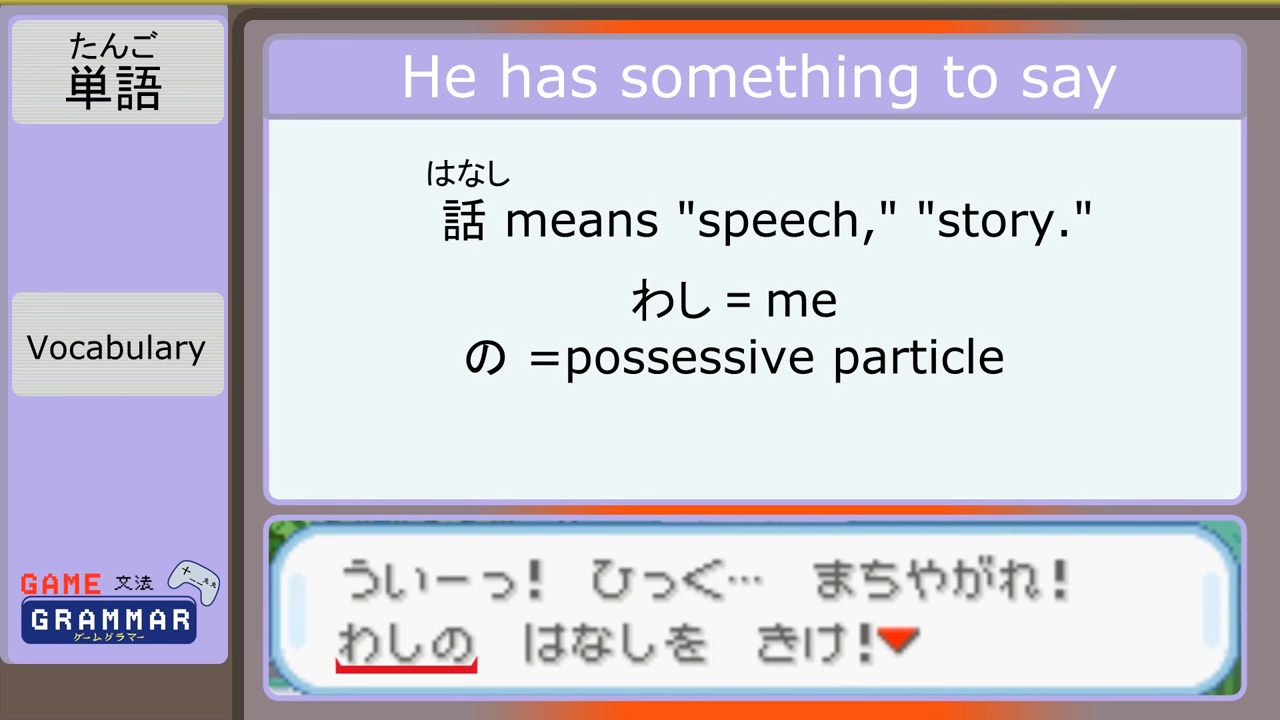 たんご
単語
Vocabulary
GAME 文法
GRAMMAR
ゲームグラマー
He has something to say
はなし
話 means "speech," "story."
わし = me
の =possessive particle
ういーっ! ひっぐ… まちやがれ!
わしの はなしを きけ!